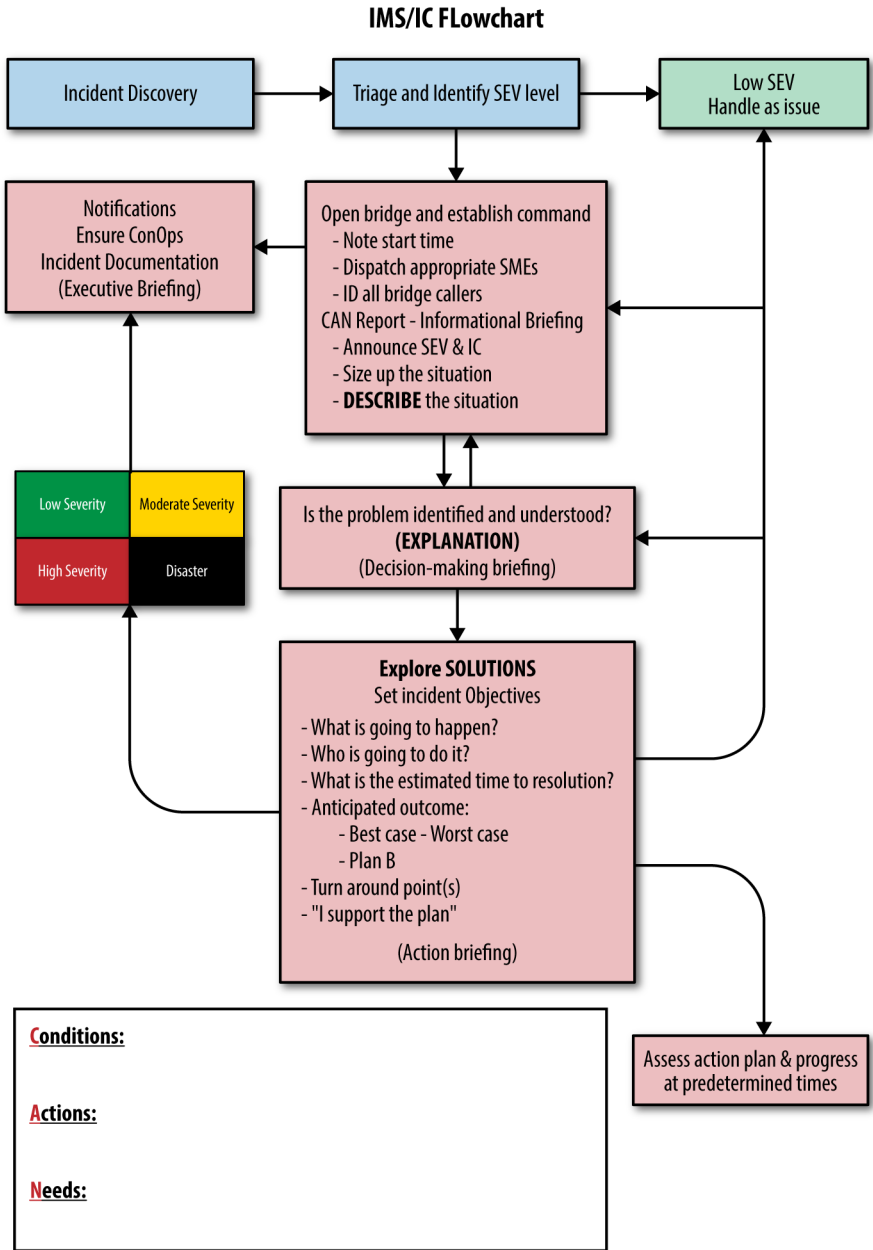 IMS/IC FLowchart
Incident Discovery
Triage and Identify SEV level
Low SEV
Handle as issue
Notifications
Ensure ConOps
Incident Documentation
(Executive Briefing)
Open bridge and establish command
- Note start time
- Dispatch appropriate SMEs
- ID all bridge callers
CAN Report - Informational Briefing
- Announce SEV & IC
- Size up the situation
- DESCRIBE the situation
Low Severity
Moderate Severity
High Severity
Disaster
Is the problem identified and understood?
(EXPLANATION)
(Decision-making briefing)
Explore SOLUTIONS
Set incident Objectives
- What is going to happen?
- Who is going to do it?
- What is the estimated time to resolution?
- Anticipated outcome:
- Best case - Worst case
- Plan B
- Turn around point(s)
- "I support the plan"
(Action briefing)
Assess action plan & progress
at predetermined times
Conditions:
Actions:
Needs: